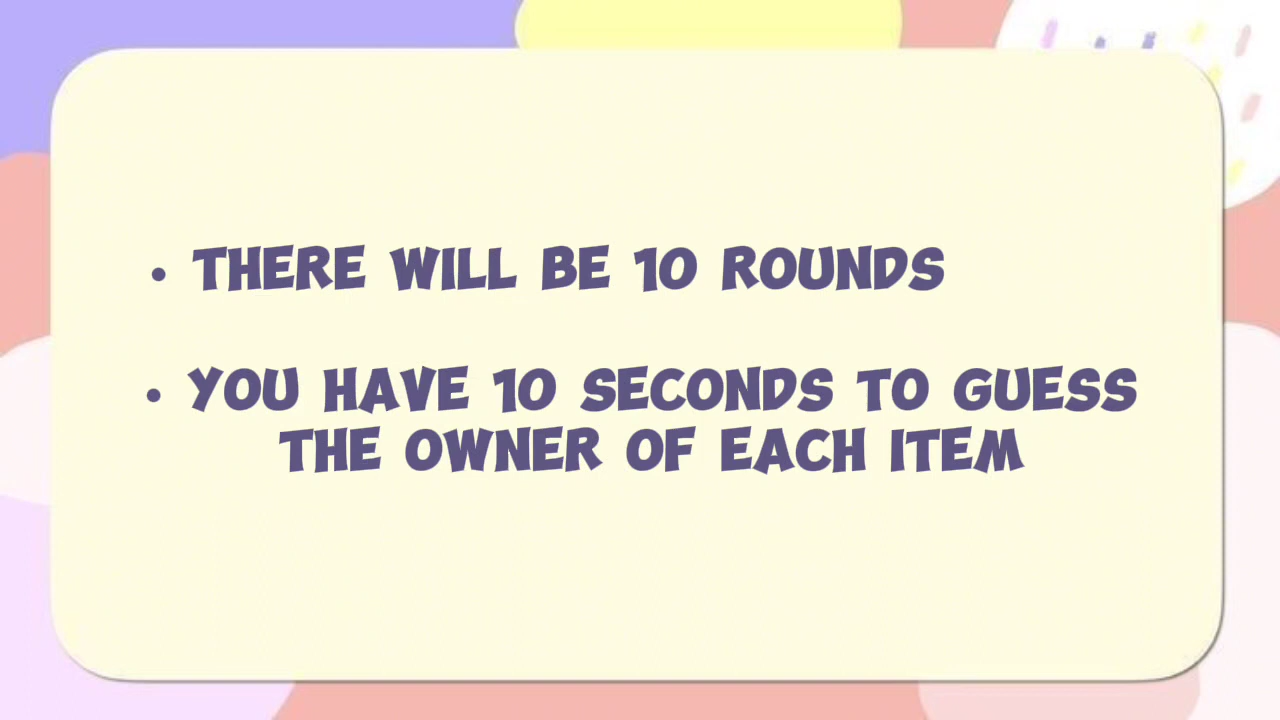 • THERE WILL BE 10 ROUNDS
• YOU HAVE 10 SECONDS TO GUESS
THE OWNER OF EACH ITEM